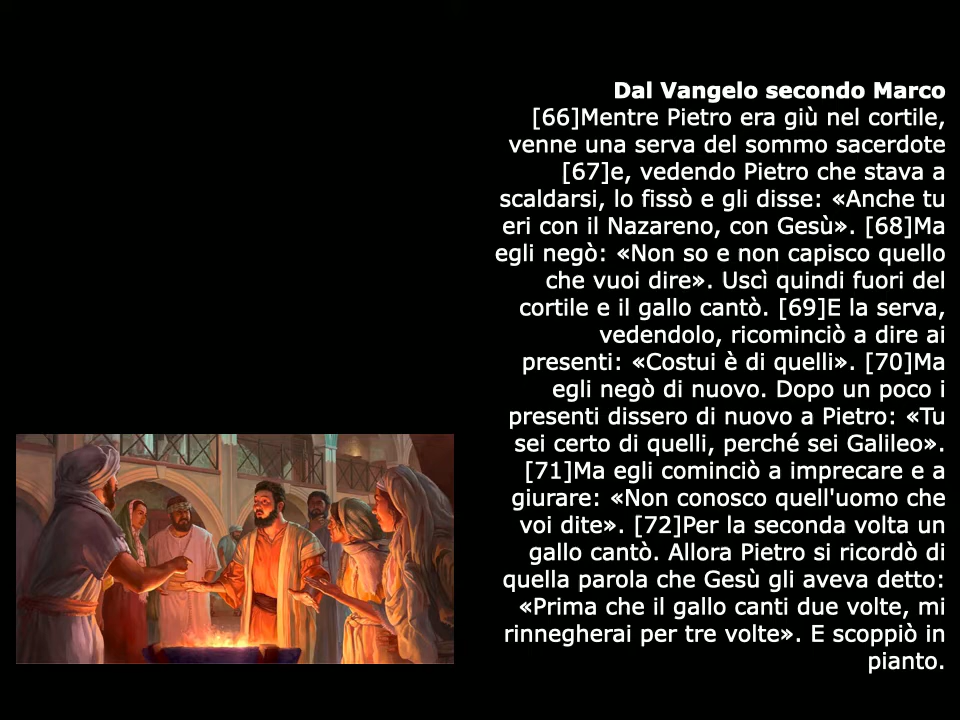 Dal Vangelo secondo Marco
[66]Mentre Pietro era giù nel cortile,
venne una serva del sommo sacerdote
[67]e, vedendo Pietro che stava a
scaldarsi, lo fissò e gli disse: «Anche tu
eri con il Nazareno, con Gesù». [68]Ma
egli negò: «Non so e non capisco quello
che vuoi dire». Uscì quindi fuori del
cortile e il gallo cantò. [69]E la serva,
vedendolo, ricominciò a dire ai
presenti: «Costui è di quelli». [70]Ma
egli negò di nuovo. Dopo un poco i
presenti dissero di nuovo a Pietro: «Tu
sei certo di quelli, perché sei Galileo».
[71]Ma egli cominciò a imprecare e a
giurare: «Non conosco quell'uomo che
voi dite». [72]Per la seconda volta un
gallo cantò. Allora Pietro si ricordò di
quella parola che Gesù gli aveva detto:
«Prima che il gallo canti due volte, mi
rinnegherai per tre volte». E scoppiò in
pianto.